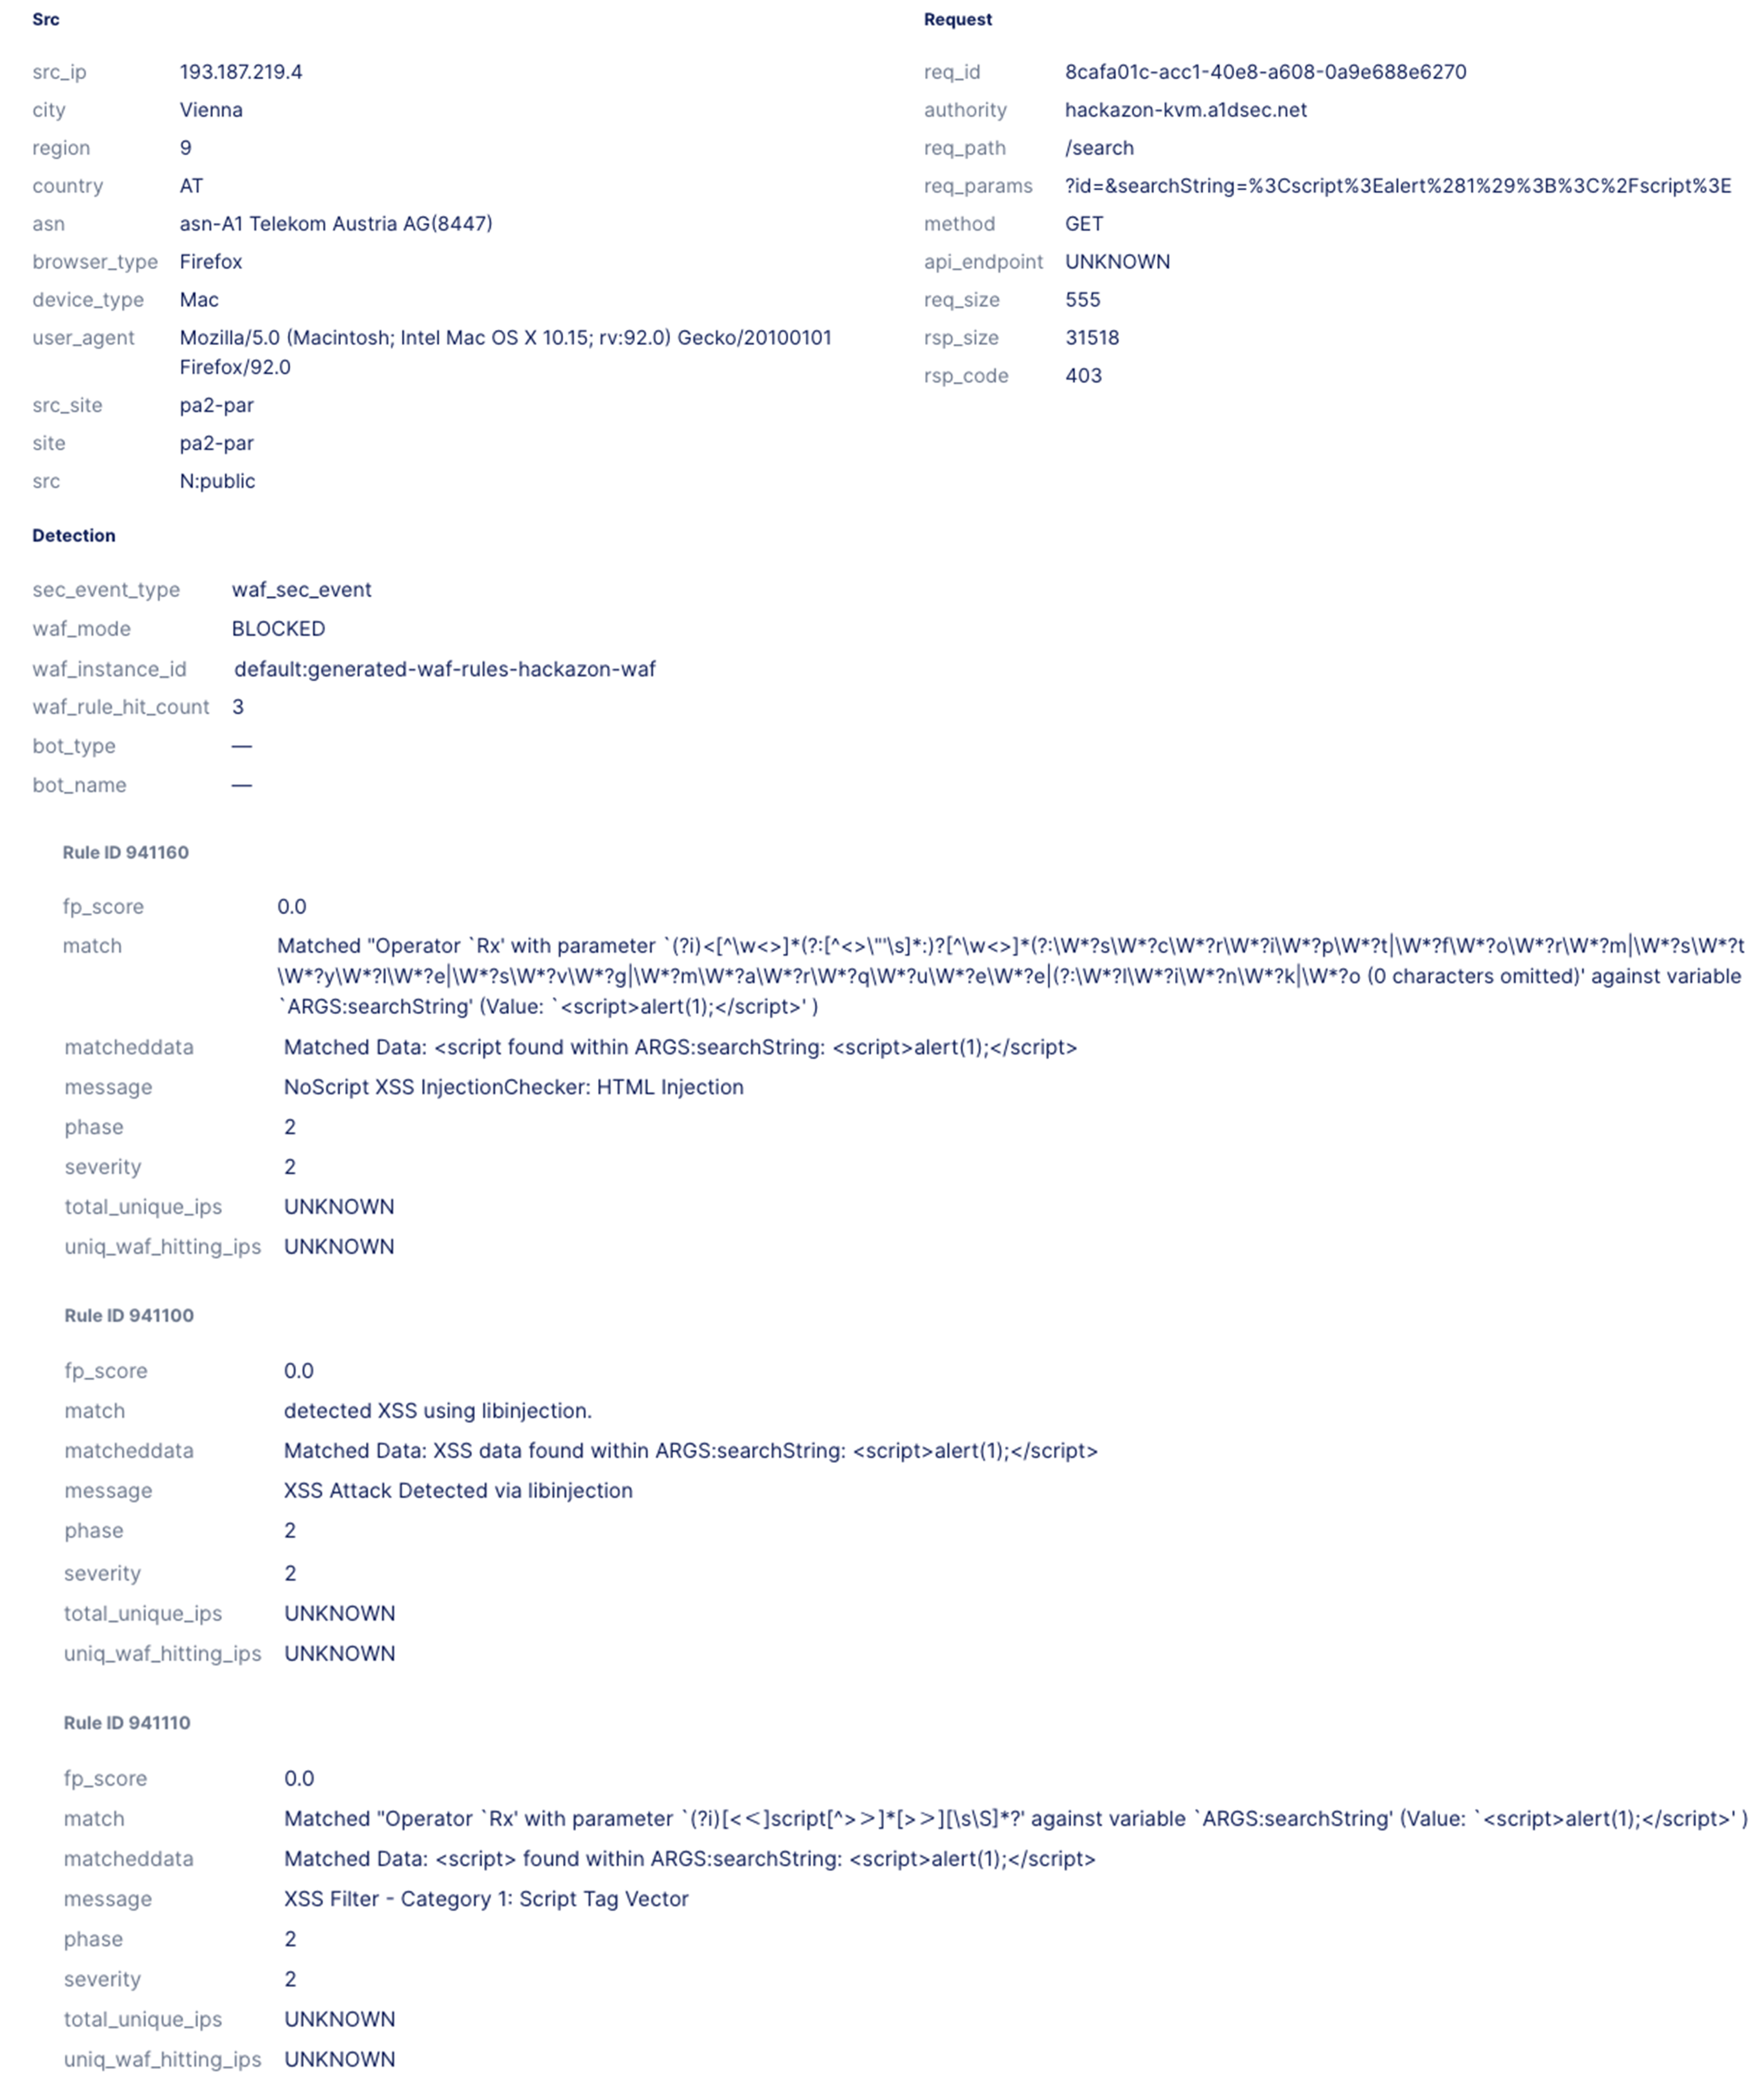 Src
src_ip 193.187.219.4
city Vienna
region 9
country AT
asn asn-A1 Telekom Austria AG(8447)
browser_type Firefox
device_type Mac
user_agent Mozilla/5.0 (Macintosh; Intel Mac OS X 10.15; rv:92.0) Gecko/20100101
Firefox/92.0
src_site pa2-par
site pa2-par
src N:public
Request
req_id 8cafa01c-acc1-40e8-a608-0a9e688e6270
authority hackazon-kvm.a1dsec.net
req_path /search
req_params ?id=&searchString=%3Cscript%3Ealert%281%29%3B%3C%2Fscript%3E
method GET
api_endpoint UNKNOWN
req_size 555
rsp_size 31518
rsp_code 403
Detection
sec_event_type waf_sec_event
waf_mode BLOCKED
waf_instance_id default:generated-waf-rules-hackazon-waf
waf_rule_hit_count 3
bot_type —
bot_name —
Rule ID 941160
fp_score 0.0
match Matched "Operator `Rx' with parameter `(?i)<[^\w<>]*(?:[^<>\"'\s]*:)?[^\w<>]*(?:\W*?s\W*?c\W*?r\W*?i\W*?p\W*?t|\W*?f\W*?o\W*?r\W*?m|\W*?s\W*?t
\W*?y\W*?l\W*?e|\W*?s\W*?v\W*?g|\W*?m\W*?a\W*?r\W*?q\W*?u\W*?e\W*?e|(?:\W*?l\W*?i\W*?n\W*?k|\W*?o (0 characters omitted)' against variable
`ARGS:searchString' (Value: `<script>alert(1);</script>' )
matcheddata Matched Data: <script found within ARGS:searchString: <script>alert(1);</script>
message NoScript XSS InjectionChecker: HTML Injection
phase 2
severity 2
total_unique_ips UNKNOWN
uniq_waf_hitting_ips UNKNOWN
Rule ID 941100
fp_score 0.0
match detected XSS using libinjection.
matcheddata Matched Data: XSS data found within ARGS:searchString: <script>alert(1);</script>
message XSS Attack Detected via libinjection
phase 2
severity 2
total_unique_ips UNKNOWN
uniq_waf_hitting_ips UNKNOWN
Rule ID 941110
fp_score 0.0
match Matched "Operator `Rx' with parameter `(?i)[<＜]script[^>＞]*[>＞][\s\S]*?' against variable `ARGS:searchString' (Value: `<script>alert(1);</script>' )
matcheddata Matched Data: <script> found within ARGS:searchString: <script>alert(1);</script>
message XSS Filter - Category 1: Script Tag Vector
phase 2
severity 2
total_unique_ips UNKNOWN
uniq_waf_hitting_ips UNKNOWN